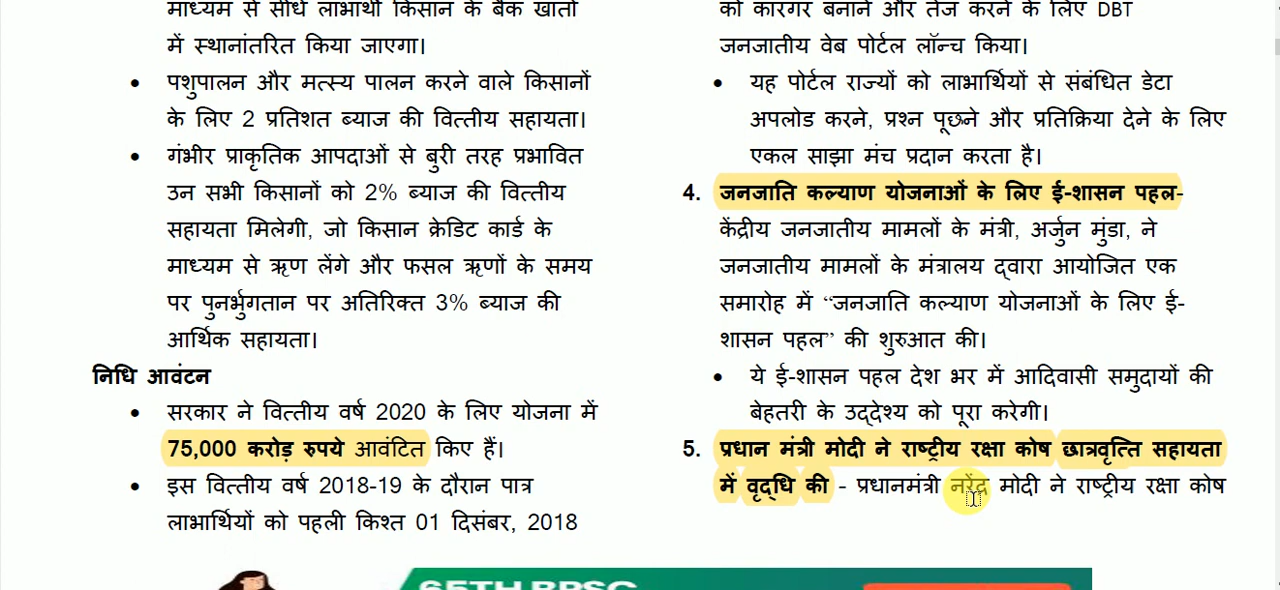 माध्यम से सीधे लाभार्थी किसान के बैंक खातों
में स्थानांतरित किया जाएगा।
• पशुपालन और मत्स्य पालन करने वाले किसानों
के लिए 2 प्रतिशत ब्याज की वित्तीय सहायता।
• गंभीर प्राकृतिक आपदाओं से बुरी तरह प्रभावित
उन सभी किसानों को 2% ब्याज की वित्तीय
सहायता मिलेगी, जो किसान क्रेडिट कार्ड के
माध्यम से ऋण लेंगे और फसल ऋणों के समय
पर पुनर्भुगतान पर अतिरिक्त 3% ब्याज की
आर्थिक सहायता।
निधि आवंटन
• सरकार ने वित्तीय वर्ष 2020 के लिए योजना में
75,000 करोड़ रुपये आवंटित किए हैं।
• इस वित्तीय वर्ष 2018-19 के दौरान पात्र
लाभार्थियों को पहली किश्त 01 दिसंबर, 2018
को कारगर बनाने और तेज करने के लिए DBT
जनजातीय वेब पोर्टल लॉन्च किया।
• यह पोर्टल राज्यों को लाभार्थियों से संबंधित डेटा
अपलोड करने, प्रश्न पूछने और प्रतिक्रिया देने के लिए
एकल साझा मंच प्रदान करता है।
4. जनजाति कल्याण योजनाओं के लिए ई-शासन पहल-
केंद्रीय जनजातीय मामलों के मंत्री, अर्जुन मुंडा, ने
जनजातीय मामलों के मंत्रालय द्वारा आयोजित एक
समारोह में “जनजाति कल्याण योजनाओं के लिए ई-
शासन पहल” की शुरुआत की।
• ये ई-शासन पहल देश भर में आदिवासी समुदायों की
बेहतरी के उद्देश्य को पूरा करेगी।
5. प्रधान मंत्री मोदी ने राष्ट्रीय रक्षा कोष छात्रवृत्ति सहायता
में वृद्धि की - प्रधानमंत्री नरेंद्र मोदी ने राष्ट्रीय रक्षा कोष
65TH BPSC